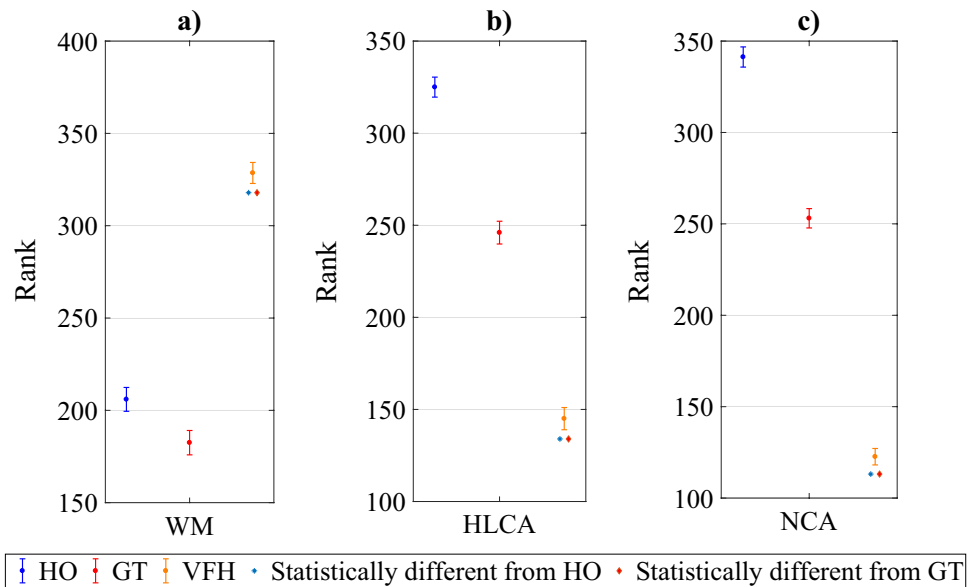 a)
400
350
300
250
200
150
Rank
WM
b)
350
300
250
200
150
100
Rank
HLCA
c)
350
300
250
200
150
100
Rank
NCA
HO GT VFH Statistically different from HO Statistically different from GT